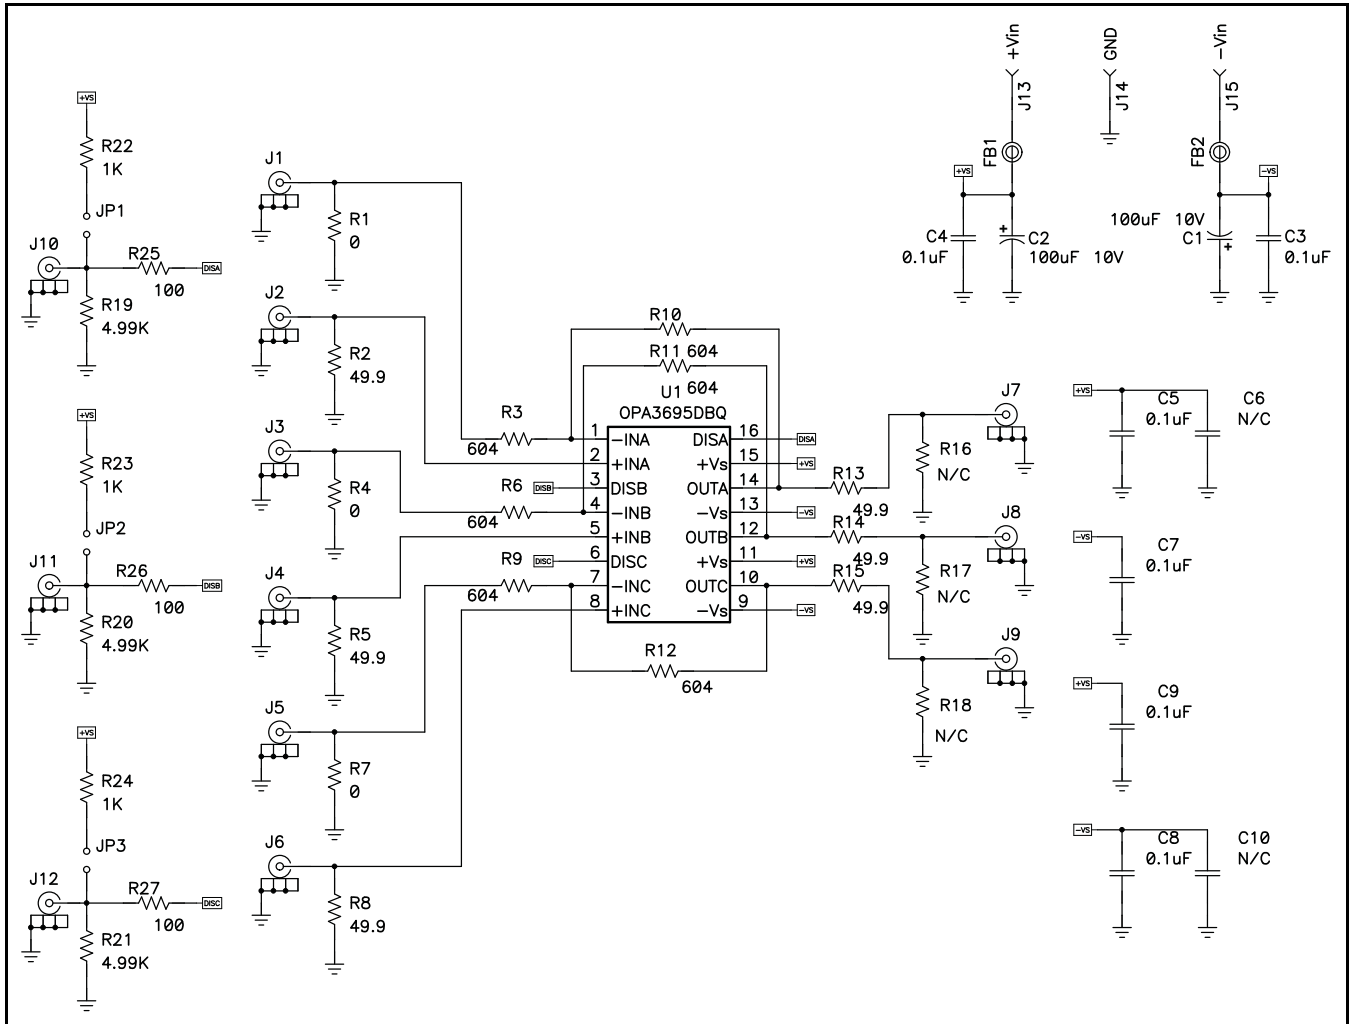 +Vin
J13
GND
J14
-Vin
J15
FB1
FB2
+VS
-VS
C4
0.1uF
C2
100uF 10V
100uF 10V
C1
C3
0.1uF
+VS
R22
1K
JP1
J10
R25
100
DISA
R19
4.99K
+VS
R23
1K
JP2
J11
R26
100
DISB
R20
4.99K
+VS
R24
1K
JP3
J12
R27
100
DISC
R21
4.99K
J1
R1
0
J2
R2
49.9
J3
R4
0
J4
R5
49.9
J5
R7
0
J6
R8
49.9
R3
604
R6
604
R9
604
DISB
DISC
R10
604
R11
604
U1
OPA3695DBQ
1 -INA DISA 16 DISA
2 +INA +Vs 15 +VS
3 DISB OUTA 14
4 -INB -Vs 13 -VS
5 +INB OUTB 12
6 DISC +Vs 11 +VS
7 -INC OUTC 10
8 +INC -Vs 9 -VS
R12
604
R13
49.9
R14
49.9
R15
49.9
J7
R16
N/C
J8
R17
N/C
J9
R18
N/C
+VS
C5
0.1uF
C6
N/C
-VS
C7
0.1uF
+VS
C9
0.1uF
-VS
C8
0.1uF
C10
N/C